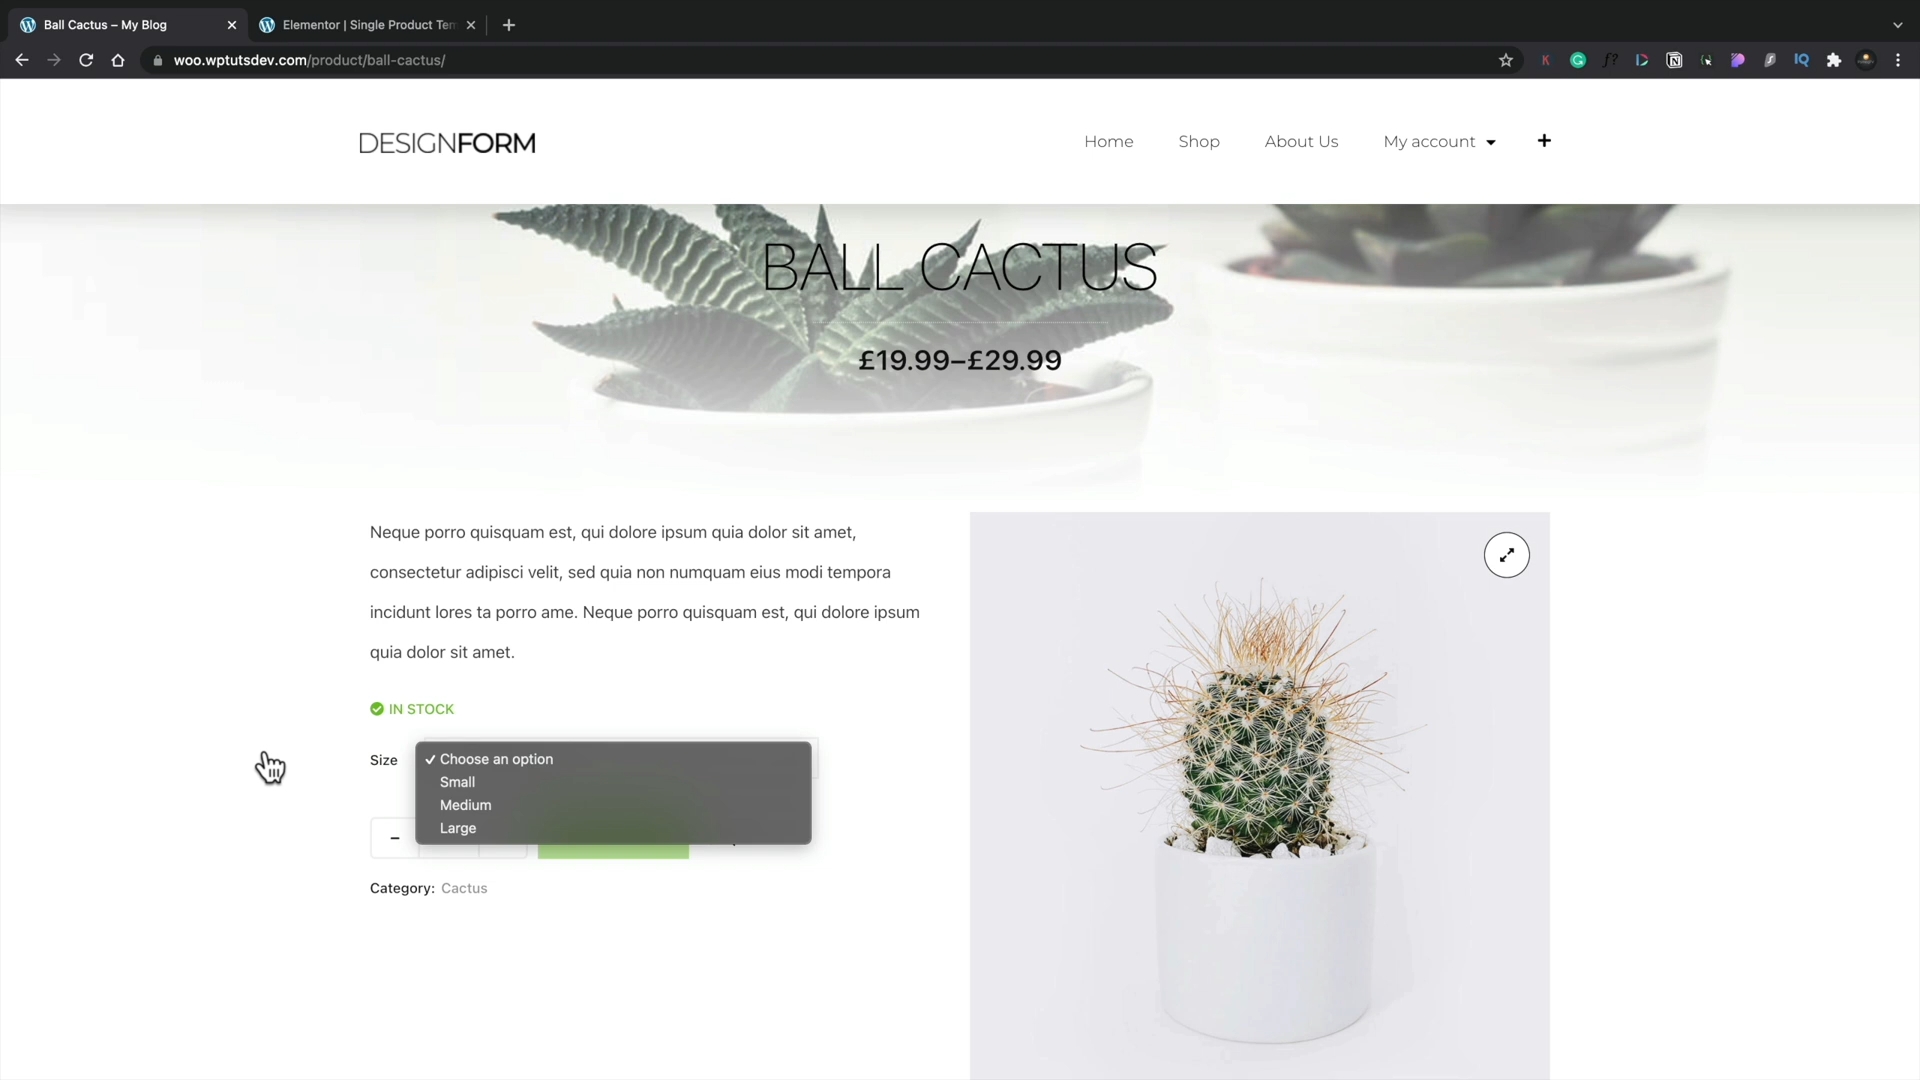 Ball Cactus – My Blog
Elementor | Single Product Tem
woo.wptutsdev.com/product/ball-cactus/
DESIGNFORM
Home
Shop
About Us
My account
BALL CACTUS
£19.99–£29.99
Neque porro quisquam est, qui dolore ipsum quia dolor sit amet,
consectetur adipisci velit, sed quia non numquam eius modi tempora
incidunt lores ta porro ame. Neque porro quisquam est, qui dolore ipsum
quia dolor sit amet.
IN STOCK
Size
✓ Choose an option
Small
Medium
Large
−
Category: Cactus